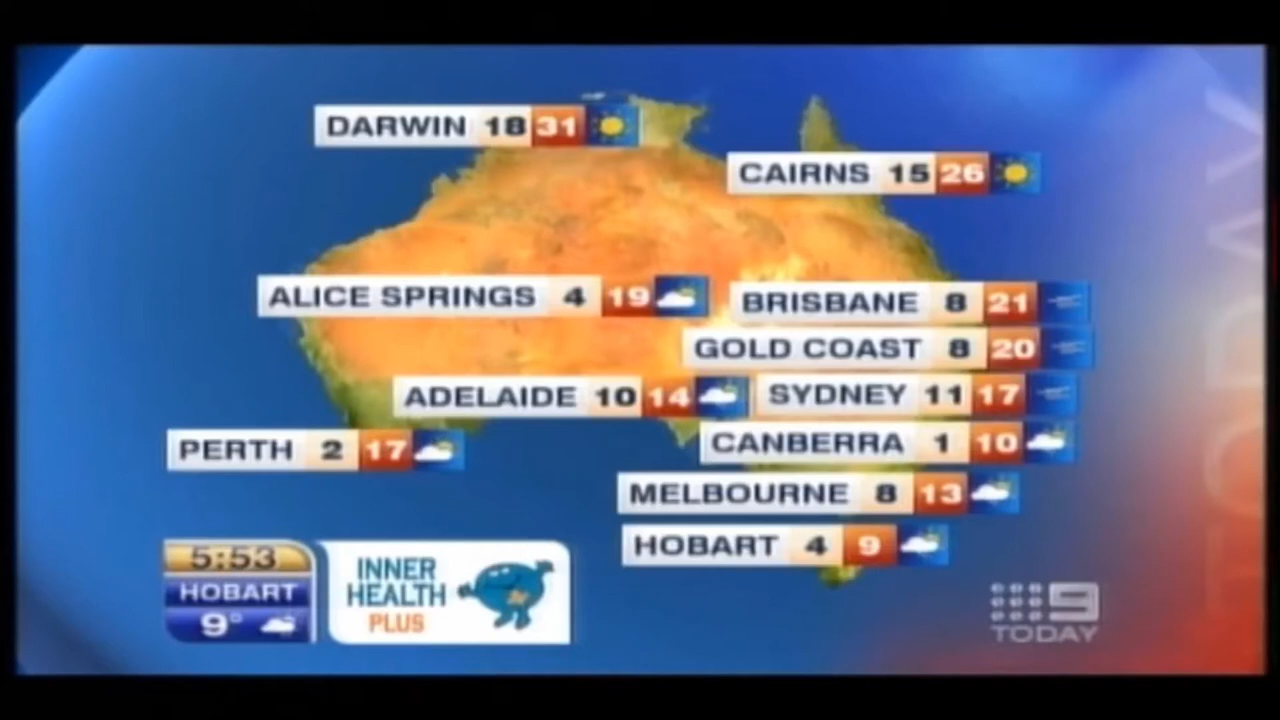 DARWIN 18 31
CAIRNS 15 26
ALICE SPRINGS 4 19
BRISBANE 8 21
GOLD COAST 8 20
ADELAIDE 10 14
SYDNEY 11 17
PERTH 2 17
CANBERRA 1 10
MELBOURNE 8 13
HOBART 4 9
5:53
HOBART
9°
INNER
HEALTH
PLUS
9
TODAY
TODAY